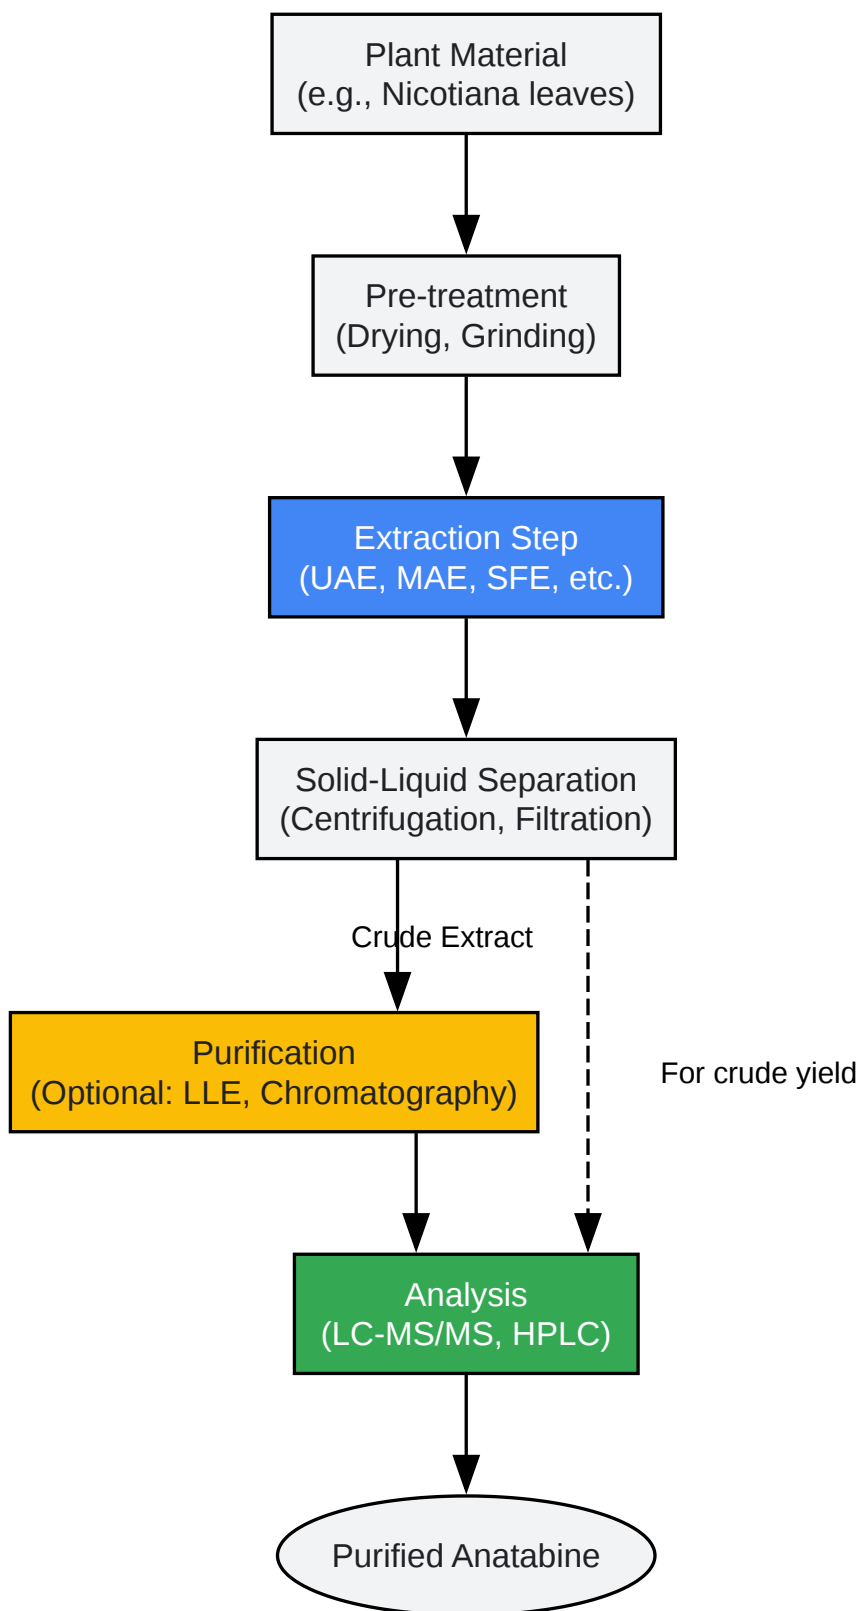 Plant Material
(e.g., Nicotiana leaves)
Pre-treatment
(Drying, Grinding)
Extraction Step
(UAE, MAE, SFE, etc.)
Solid-Liquid Separation
(Centrifugation, Filtration)
Crude Extract
Purification
(Optional: LLE, Chromatography)
For crude yield
Analysis
(LC-MS/MS, HPLC)
Purified Anatabine